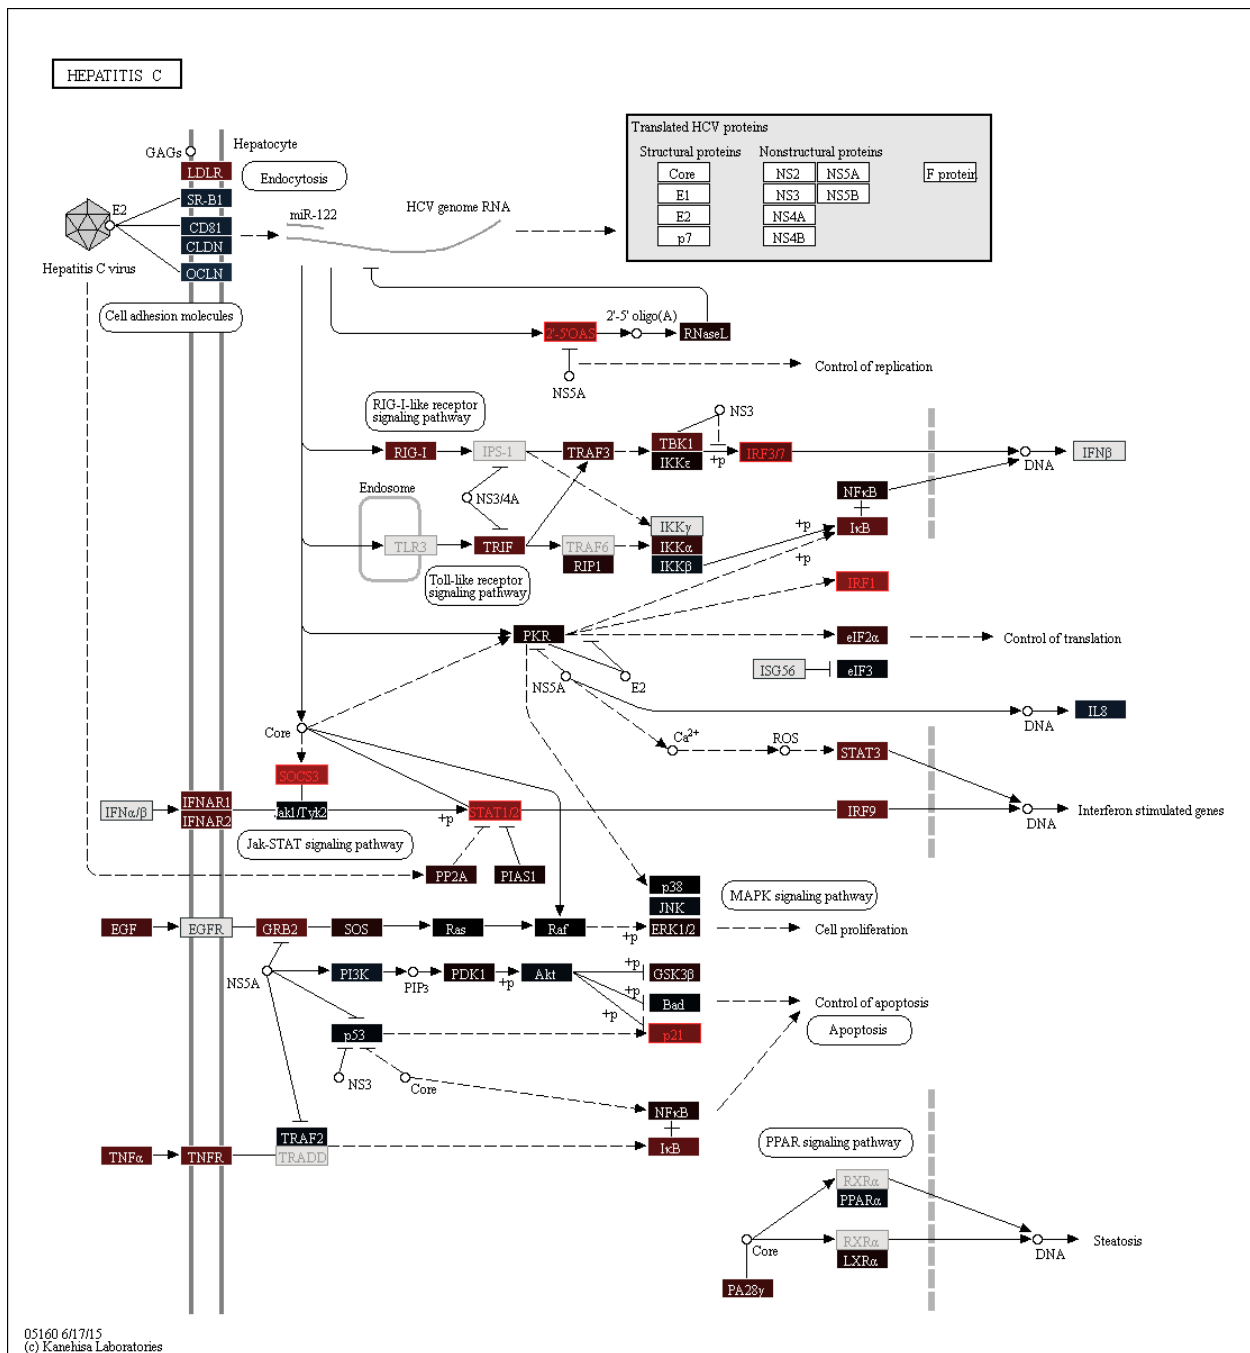 HEPATITIS C
GAGs
Hepatocyte
LDLR
Endocytosis
SR-B1
E2
CD81
CLDN
OCLN
Hepatitis C virus
Cell adhesion molecules
miR-122
HCV genome RNA
Translated HCV proteins
Structural proteins
Nonstructural proteins
Core
NS2
NS5A
F protein
E1
NS3
NS5B
E2
NS4A
p7
NS4B
2'-5'OAS
2'-5' oligo(A)
RNaseL
NS5A
Control of replication
RIG-I-like receptor
signaling pathway
NS3
RIG-I
IPS-1
TRAF3
TBK1
IKKε
+p
IRF3/7
DNA
IFNβ
Endosome
NS3/4A
NFκB
IKKγ
+p
IκB
TLR3
TRIF
TRAF6
IKKα
+p
RIP1
IKKβ
Toll-like receptor
signaling pathway
IRF1
PKR
eIF2α
Control of translation
ISG56
eIF3
NS5A
E2
DNA
IL8
Core
Ca2+
ROS
STAT3
SOCS3
IFNα/β
IFNAR1
IFNAR2
Jak1/Tyk2
+p
STAT1/2
IRF9
DNA
Interferon stimulated genes
Jak-STAT signaling pathway
PP2A
PIAS1
p38
JNK
MAPK signaling pathway
EGF
EGFR
GRB2
SOS
Ras
Raf
+p
ERK1/2
Cell proliferation
NS5A
PI3K
PIP3
PDK1
+p
Akt
+p
GSK3β
+p
Bad
Control of apoptosis
+p
p53
p21
Apoptosis
NS3
Core
NFκB
TRAF2
TRADD
IκB
TNFα
TNFR
PPAR signaling pathway
RXRα
PPARα
Core
RXRα
LXRα
DNA
Steatosis
PA28γ
05160 6/17/15
(c) Kanehisa Laboratories